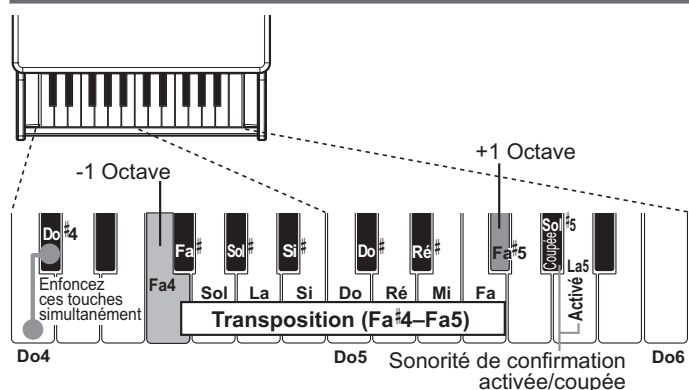 +1 Octave
-1 Octave
Do♯4
Fa♯
Sol♯
Si♯
Do♯
Ré♯
Fa♯5
Sol♯5
Coupée
La5
Activé
Enfoncez
ces touches
simultanément
Fa4
Sol La Si Do Ré Mi Fa
Transposition (Fa♯4–Fa5)
Do4
Do5
Do6
Sonorité de confirmation
activée/coupée